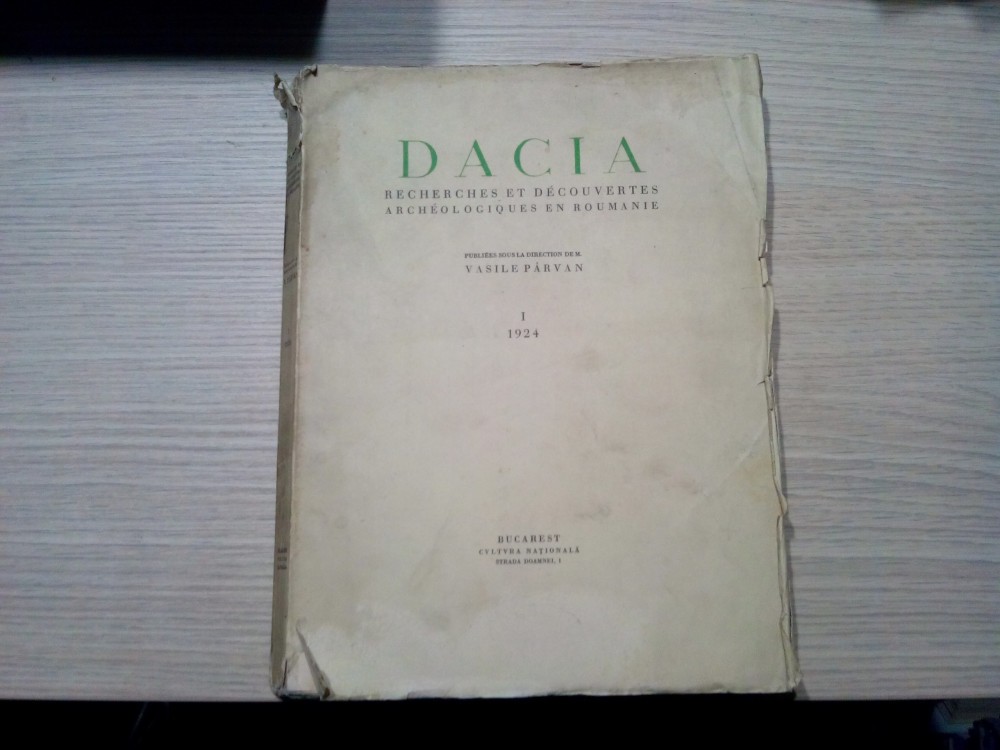 DACIA
RECHERCHES ET DÉCOUVERTES
ARCHÉOLOGIQUES EN ROUMANIE
PUBLIÉES SOUS LA DIRECTION DE M.
VASILE PÂRVAN
I
1924
BUCAREST
CVLTVRA NAȚIONALĂ
STRADA DOAMNEI, 1